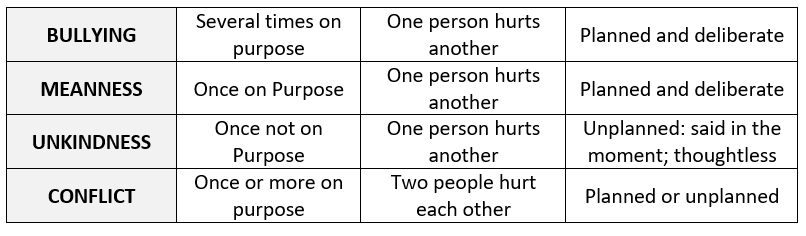 BULLYING
Several times on
purpose
One person hurts
another
Planned and deliberate
MEANNESS
Once on Purpose
One person hurts
another
Planned and deliberate
UNKINDNESS
Once not on
Purpose
One person hurts
another
Unplanned: said in the
moment; thoughtless
CONFLICT
Once or more on
purpose
Two people hurt
each other
Planned or unplanned